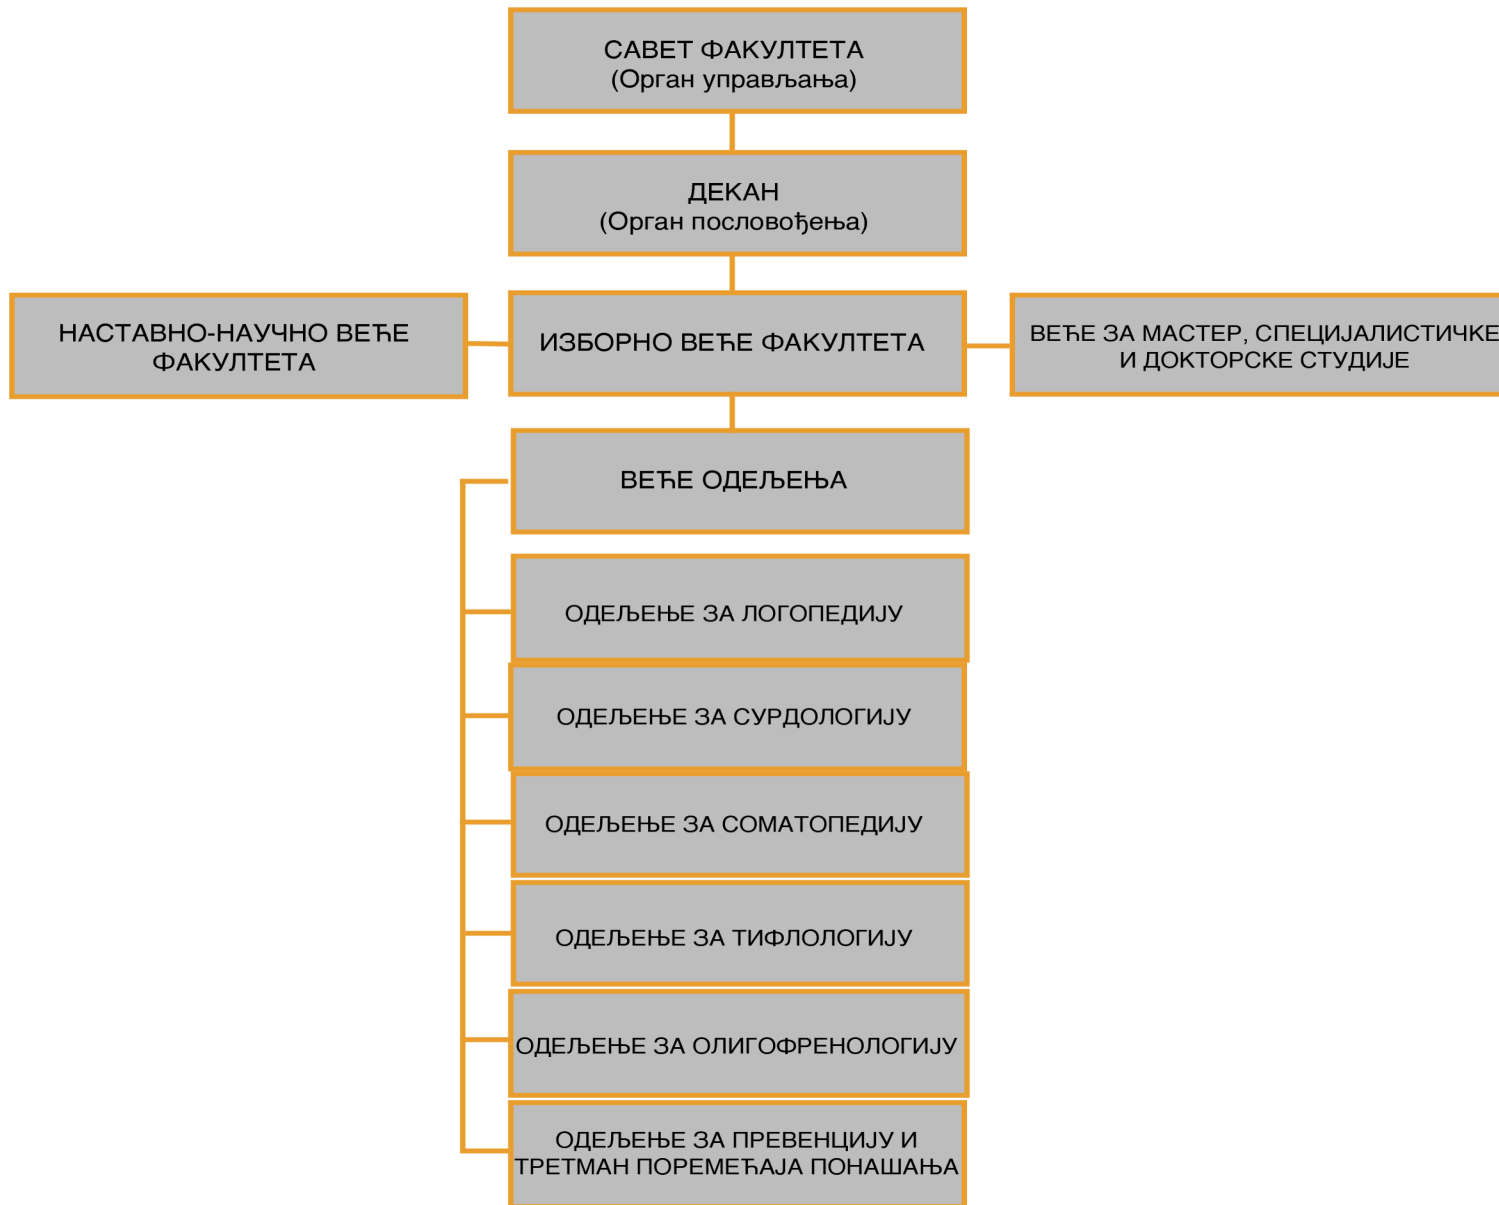 САВЕТ ФАКУЛТЕТА
(Орган управљања)
ДЕКАН
(Орган пословођења)
НАСТАВНО-НАУЧНО ВЕЋЕ
ФАКУЛТЕТА
ИЗБОРНО ВЕЋЕ ФАКУЛТЕТА
ВЕЋЕ ЗА МАСТЕР, СПЕЦИЈАЛИСТИЧКЕ
И ДОКТОРСКЕ СТУДИЈЕ
ВЕЋЕ ОДЕЉЕЊА
ОДЕЉЕЊЕ ЗА ЛОГОПЕДИЈУ
ОДЕЉЕЊЕ ЗА СУРДОЛОГИЈУ
ОДЕЉЕЊЕ ЗА СОМАТОПЕДИЈУ
ОДЕЉЕЊЕ ЗА ТИФЛОЛОГИЈУ
ОДЕЉЕЊЕ ЗА ОЛИГОФРЕНОЛОГИЈУ
ОДЕЉЕЊЕ ЗА ПРЕВЕНЦИЈУ И
ТРЕТМАН ПОРЕМЕЋАЈА ПОНАШАЊА